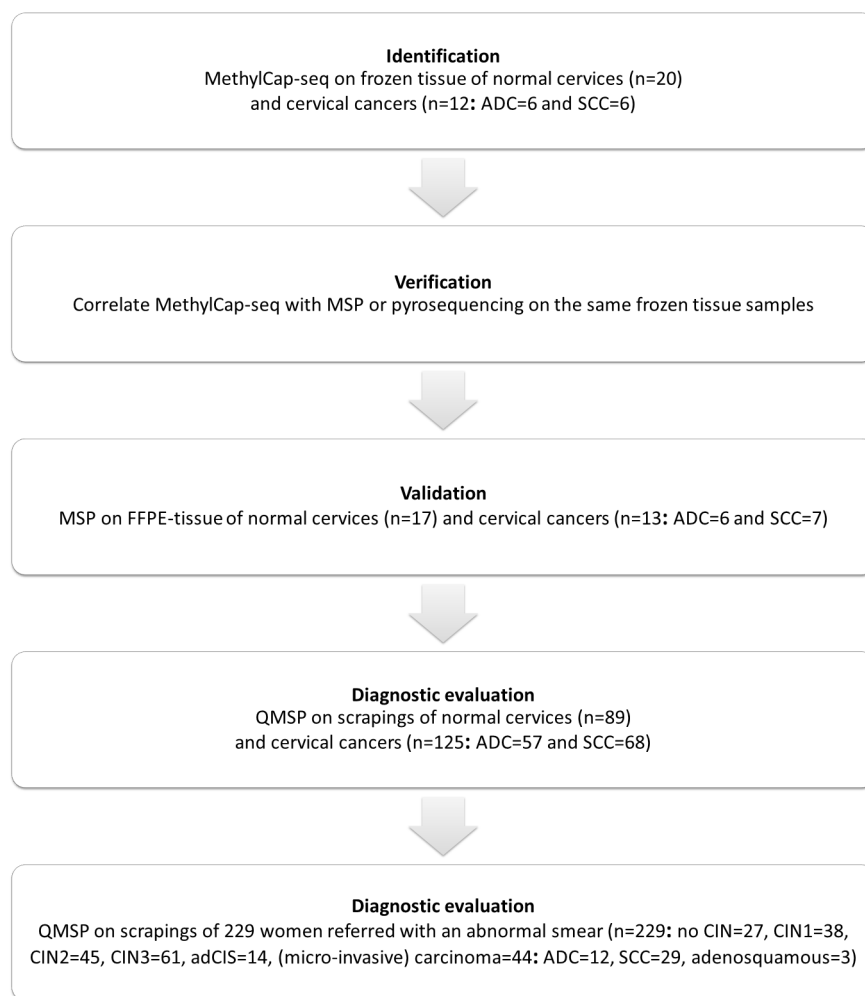 Identification
MethylCap-seq on frozen tissue of normal cervices (n=20)
and cervical cancers (n=12: ADC=6 and SCC=6)
Verification
Correlate MethylCap-seq with MSP or pyrosequencing on the same frozen tissue samples
Validation
MSP on FFPE-tissue of normal cervices (n=17) and cervical cancers (n=13: ADC=6 and SCC=7)
Diagnostic evaluation
QMSP on scrapings of normal cervices (n=89)
and cervical cancers (n=125: ADC=57 and SCC=68)
Diagnostic evaluation
QMSP on scrapings of 229 women referred with an abnormal smear (n=229: no CIN=27, CIN1=38,
CIN2=45, CIN3=61, adCIS=14, (micro-invasive) carcinoma=44: ADC=12, SCC=29, adenosquamous=3)